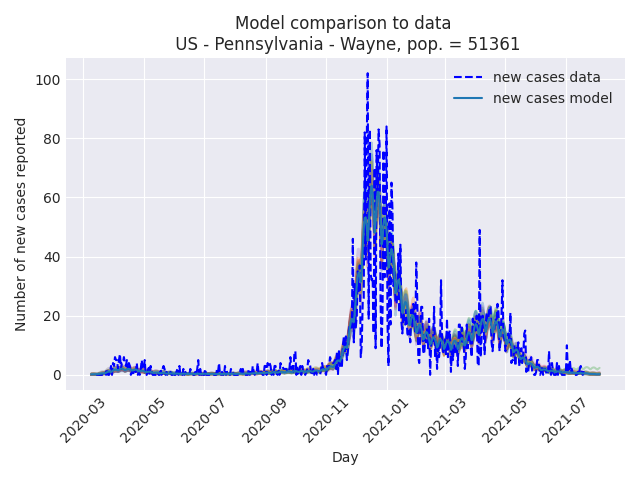 Model comparison to data
US - Pennsylvania - Wayne, pop. = 51361
new cases data
new cases model
Number of new cases reported
100
80
60
40
20
0
2020-03
2020-05
2020-07
2020-09
2020-11
2021-01
2021-03
2021-05
2021-07
Day